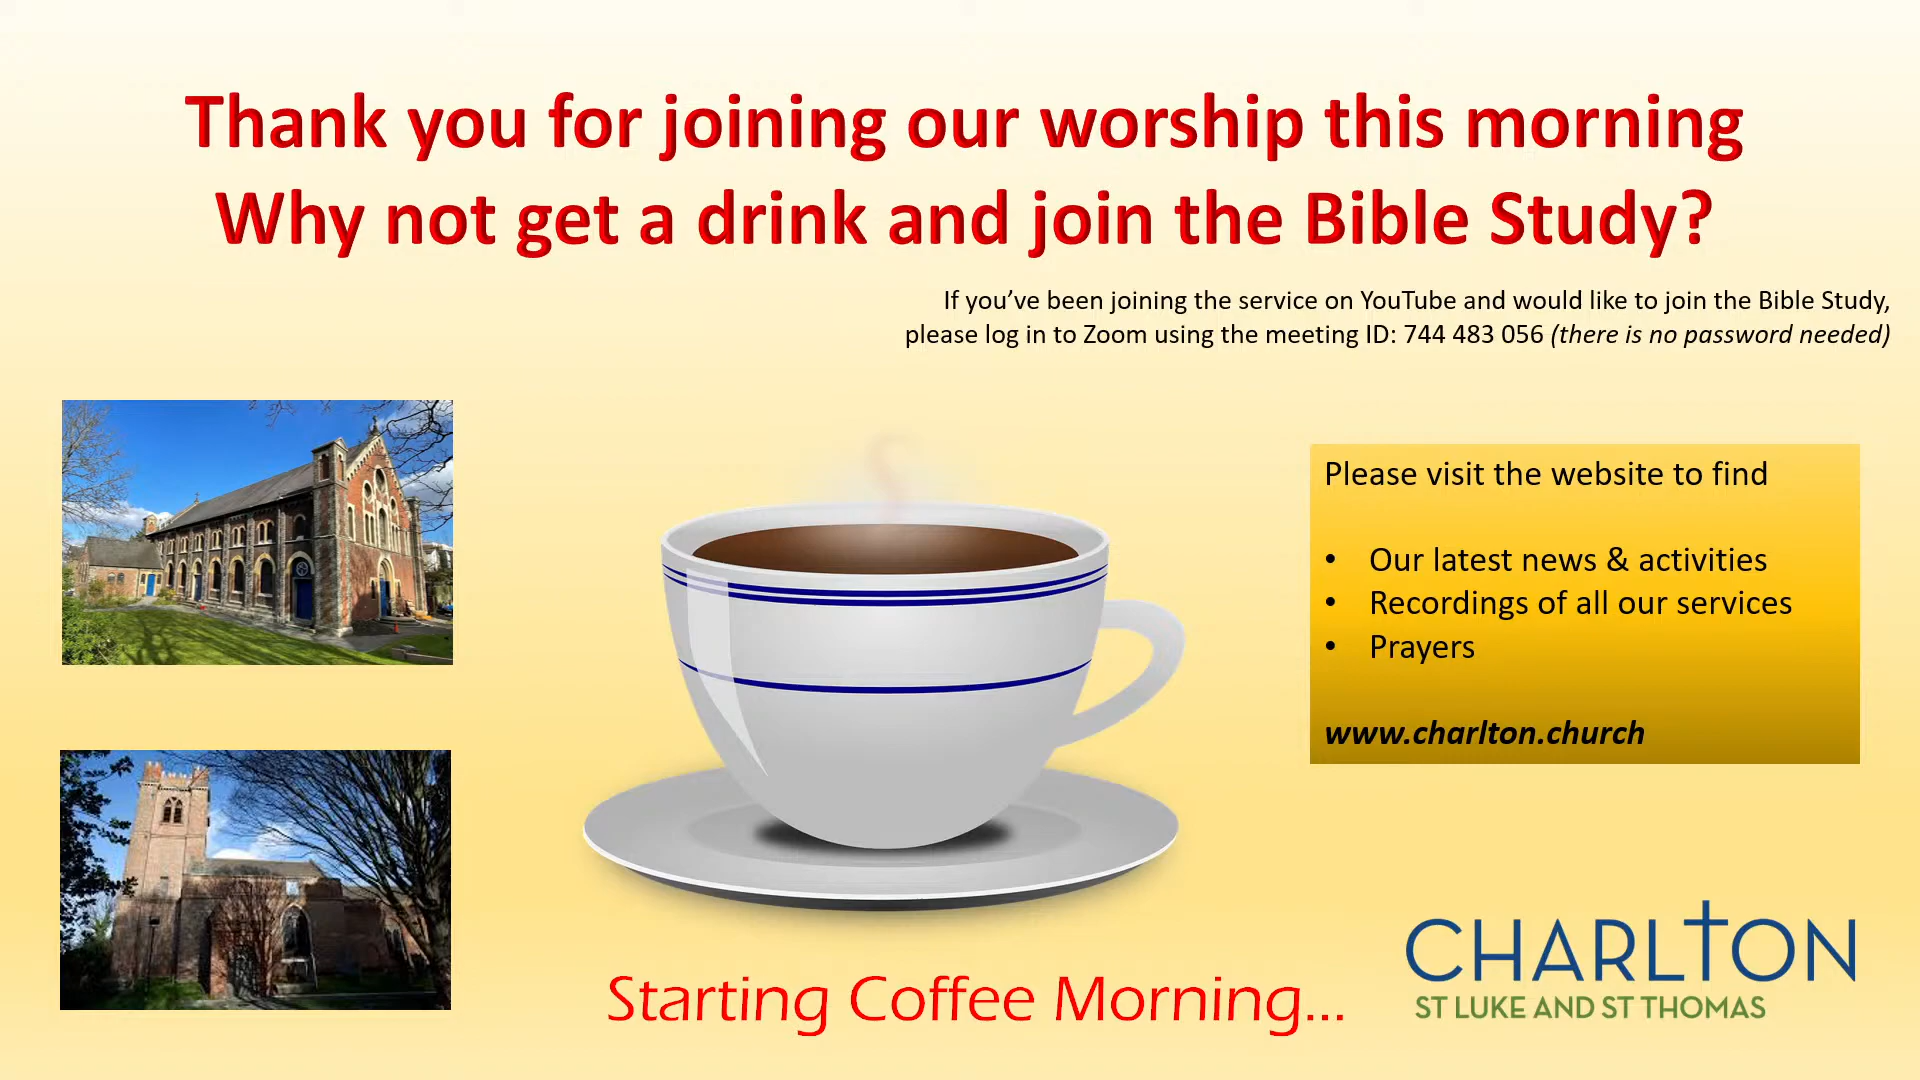 Thank you for joining our worship this morning
Why not get a drink and join the Bible Study?
If you’ve been joining the service on YouTube and would like to join the Bible Study,
please log in to Zoom using the meeting ID: 744 483 056 (there is no password needed)
Please visit the website to find
• Our latest news & activities
• Recordings of all our services
• Prayers
www.charlton.church
Starting Coffee Morning...
CHARLTON
ST LUKE AND ST THOMAS